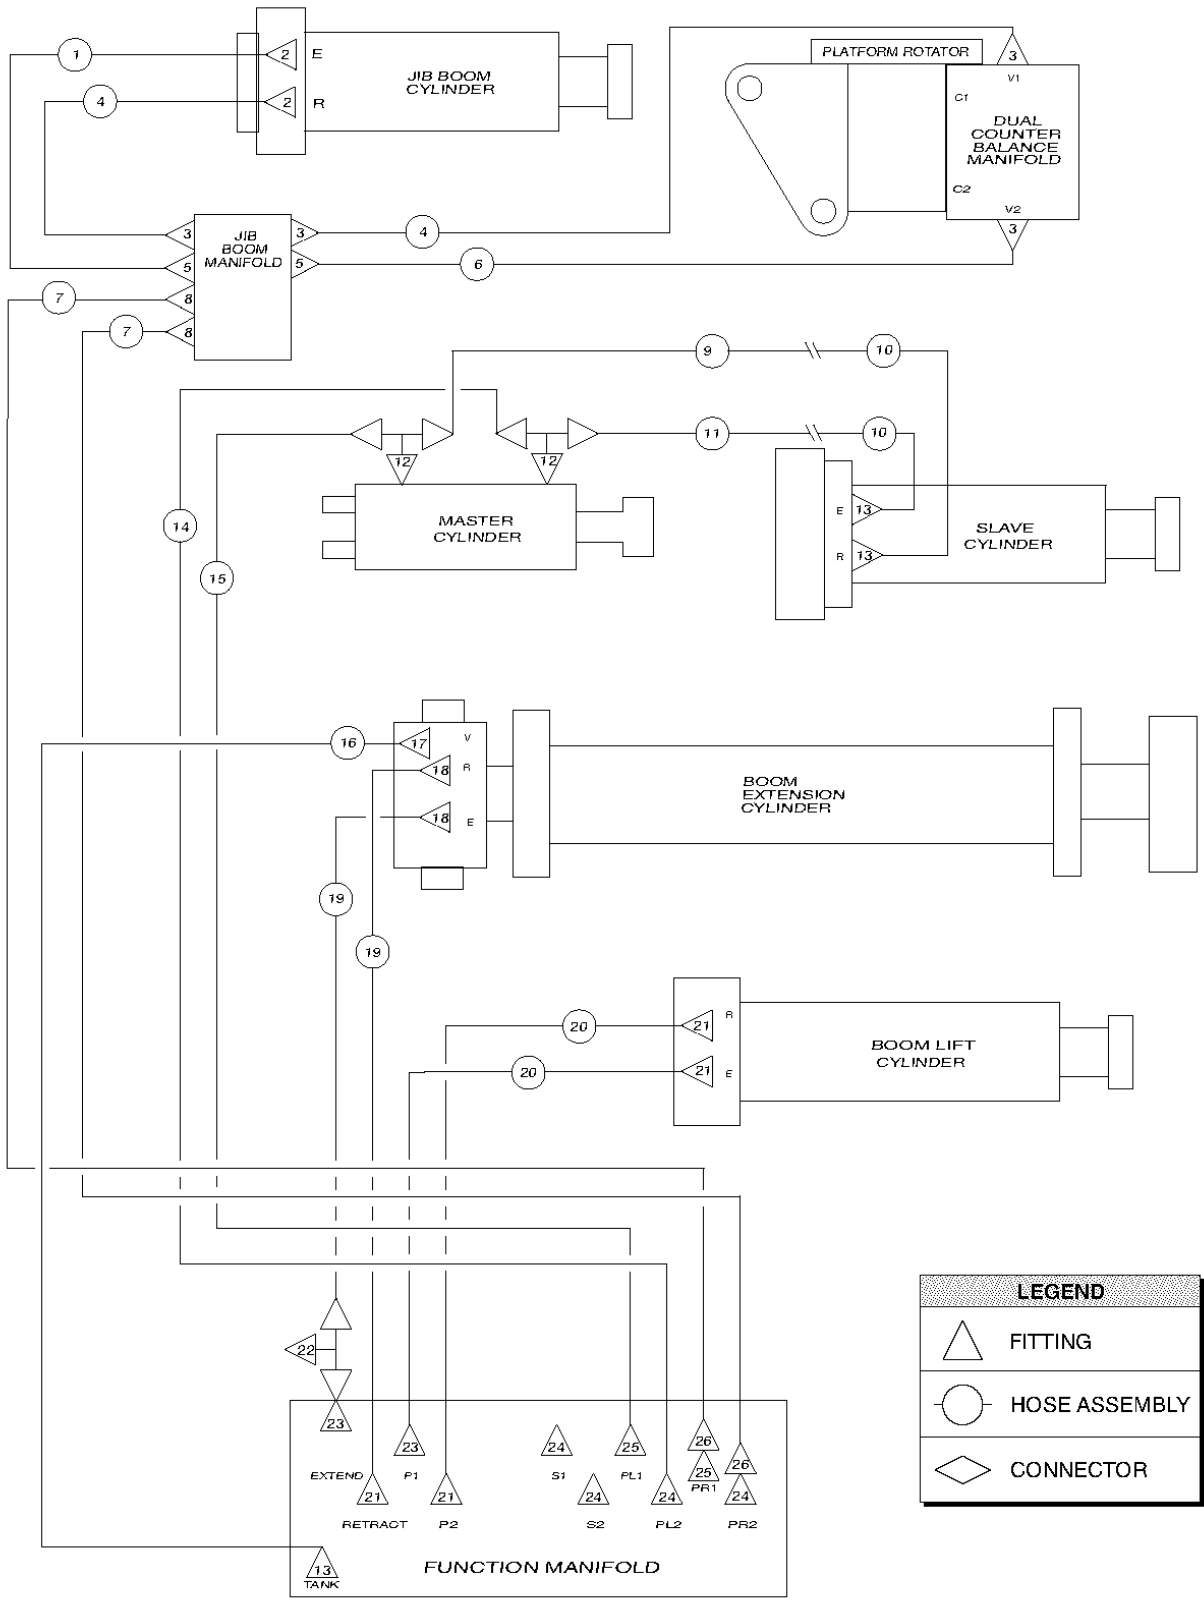 1
2
E
4
2
R
JIB BOOM
CYLINDER
PLATFORM ROTATOR
3
V1
C1
DUAL
COUNTER
BALANCE
MANIFOLD
C2
V2
3
3
JIB
BOOM
MANIFOLD
3
4
5
5
6
7
8
7
8
9
10
11
10
12
12
14
15
MASTER
CYLINDER
E
13
R
13
SLAVE
CYLINDER
16
17
V
18
R
18
E
BOOM
EXTENSION
CYLINDER
19
19
20
21
R
20
21
E
BOOM LIFT
CYLINDER
22
23
EXTEND
23
P1
24
S1
25
PL1
26
25
PR1
26
21
RETRACT
21
P2
24
S2
24
PL2
24
PR2
13
TANK
FUNCTION MANIFOLD
LEGEND
FITTING
HOSE ASSEMBLY
CONNECTOR